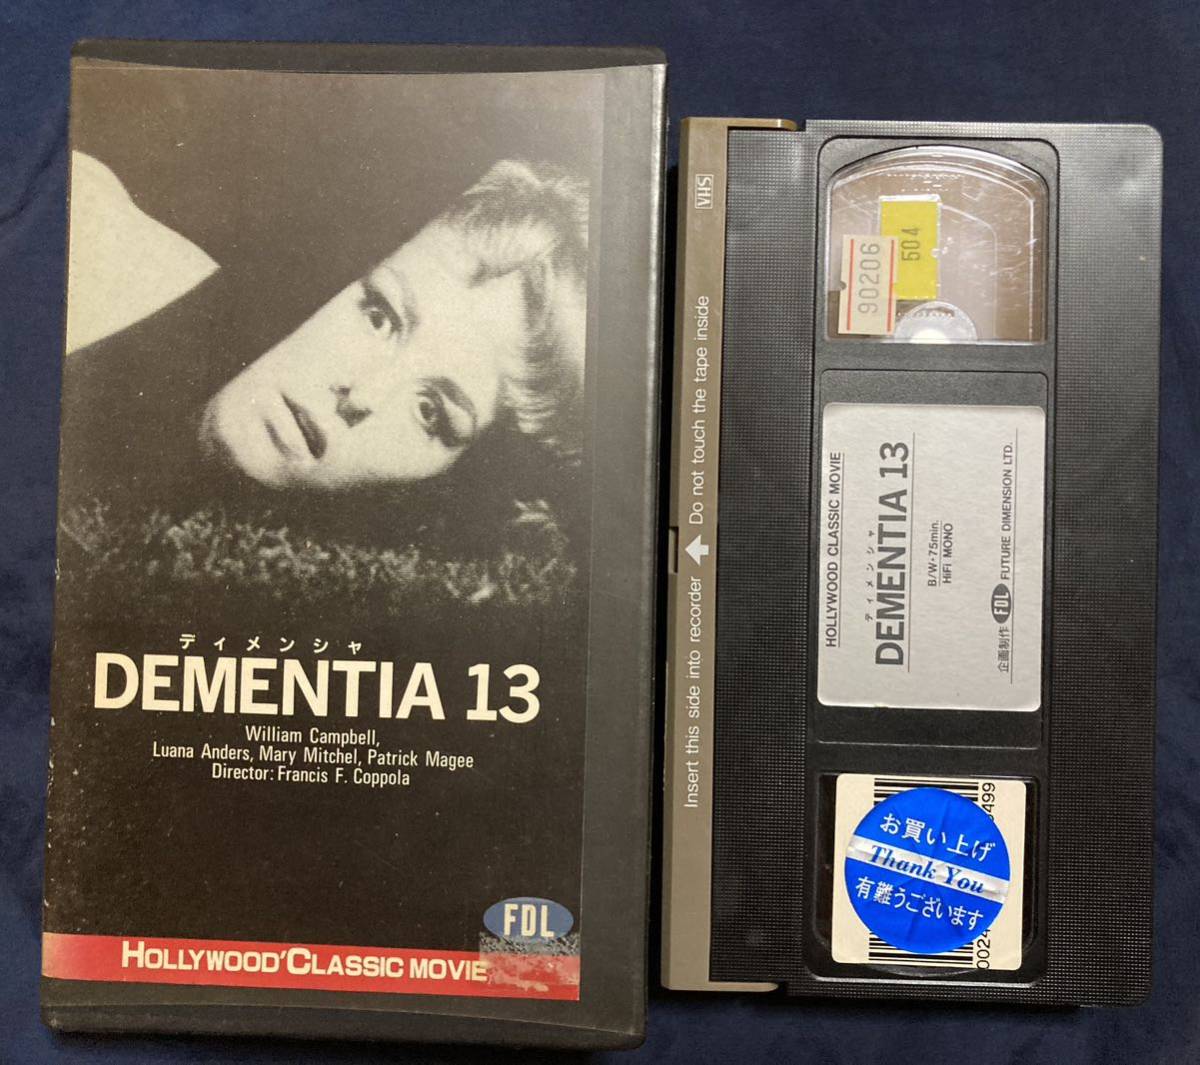 ディメンシャ
DEMENTIA 13
William Campbell,
Luana Anders, Mary Mitchel, Patrick Magee
Director: Francis F. Coppola
FDL
HOLLYWOOD'CLASSIC MOVIE
VHS
Insert this side into recorder Do not touch the tape inside
504
90206
HOLLYWOOD CLASSIC MOVIE
ディメンシャ
DEMENTIA 13
B/W・75min.
HiFi MONO
企画制作 FDL FUTURE DIMENSION LTD.
お買い上げ
Thank You
有難うございます